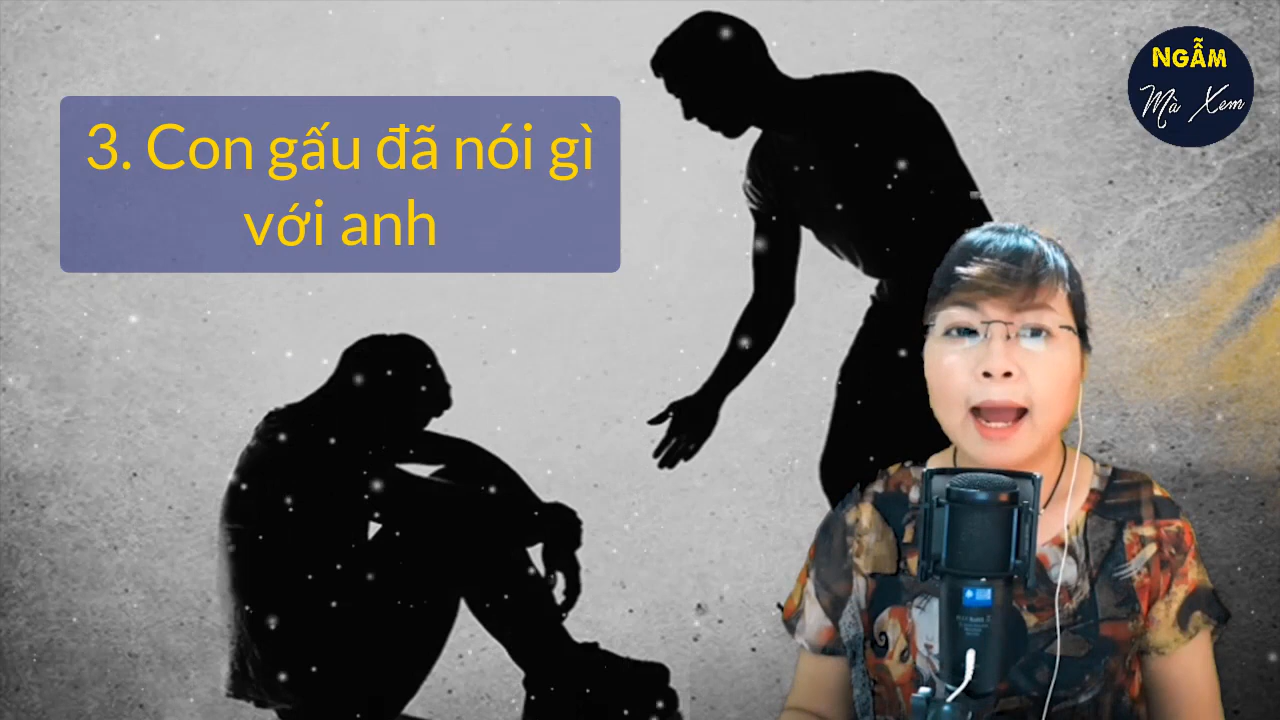 3. Con gấu đã nói gì
với anh
NGẪM
Mà Xem